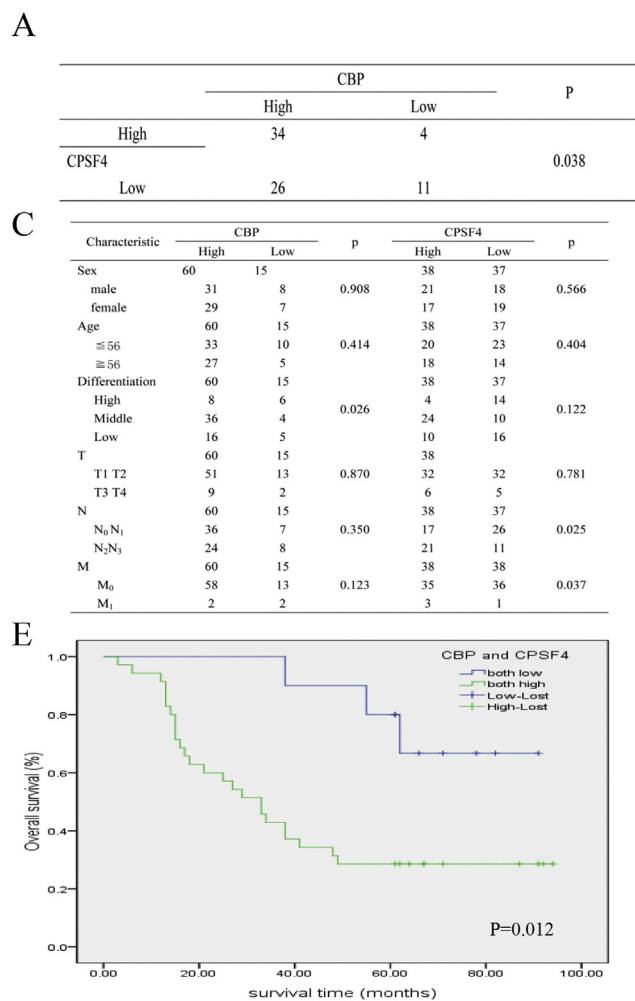 A
CBP P
High Low
High 34 4
CPSF4 0.038
Low 26 11
C
Characteristic CBP p CPSF4 p
High Low High Low
Sex 60 15 38 37
male 31 8 0.908 21 18 0.566
female 29 7 17 19
Age 60 15 38 37
≦56 33 10 0.414 20 23 0.404
≧56 27 5 18 14
Differentiation 60 15 38 37
High 8 6 0.026 4 14 0.122
Middle 36 4 24 10
Low 16 5 10 16
T 60 15 38
T1 T2 51 13 0.870 32 32 0.781
T3 T4 9 2 6 5
N 60 15 38 37
N₀ N₁ 36 7 0.350 17 26 0.025
N₂N₃ 24 8 21 11
M 60 15 38 38
M₀ 58 13 0.123 35 36 0.037
M₁ 2 2 3 1
E
CBP and CPSF4
both low
both high
Low-Lost
High-Lost
1.0
0.8
0.6
0.4
0.2
0.0
Overall survival (%)
P=0.012
0.00 20.00 40.00 60.00 80.00 100.00
survival time (months)